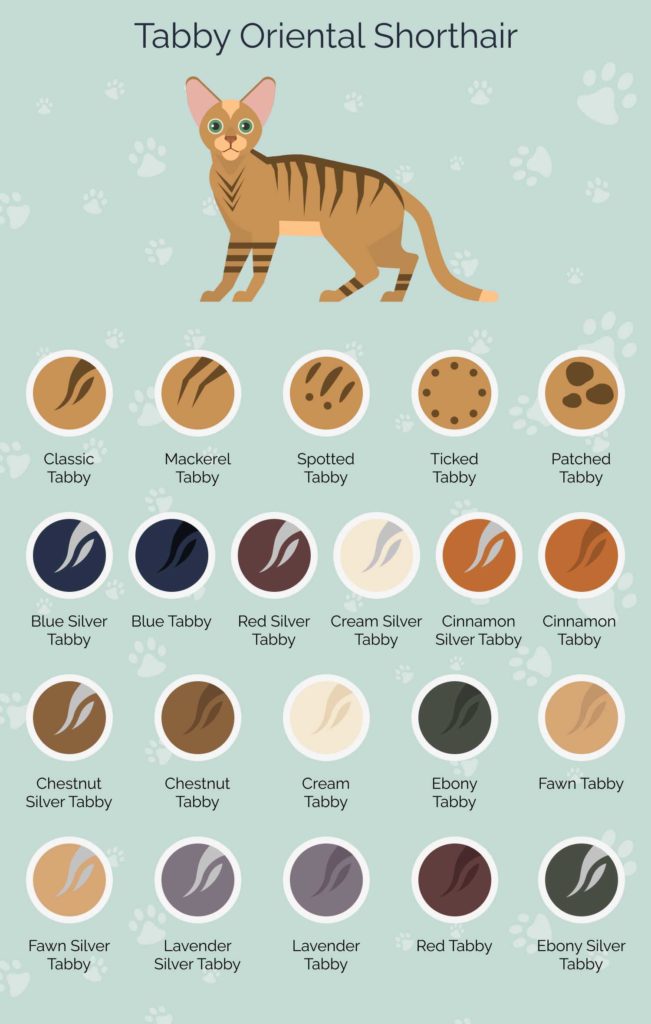 Tabby Oriental Shorthair
Classic
Tabby
Mackerel
Tabby
Spotted
Tabby
Ticked
Tabby
Patched
Tabby
Blue Silver
Tabby
Blue Tabby
Red Silver
Tabby
Cream Silver
Tabby
Cinnamon
Silver Tabby
Cinnamon
Tabby
Chestnut
Silver Tabby
Chestnut
Tabby
Cream
Tabby
Ebony
Tabby
Fawn Tabby
Fawn Silver
Tabby
Lavender
Silver Tabby
Lavender
Tabby
Red Tabby
Ebony Silver
Tabby